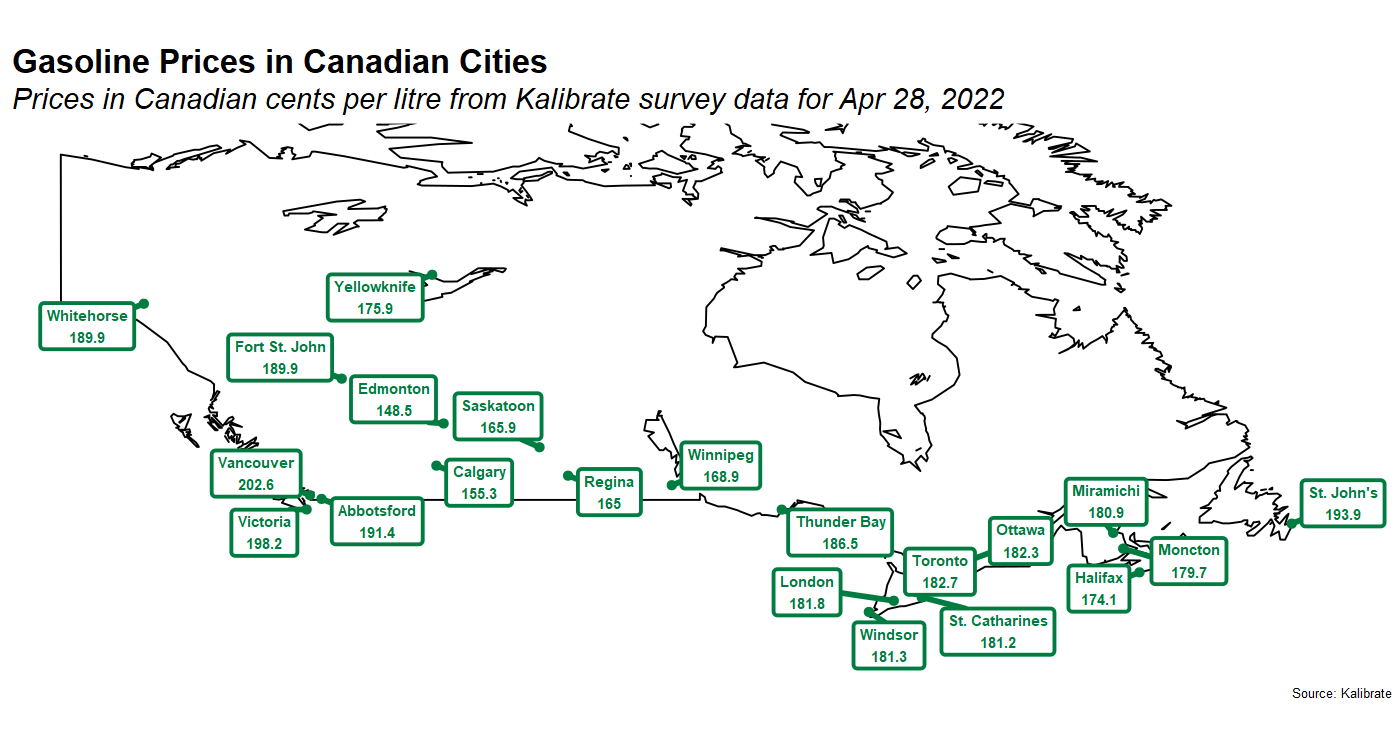 Gasoline Prices in Canadian Cities
Prices in Canadian cents per litre from Kalibrate survey data for Apr 28, 2022
Yellowknife
175.9
Whitehorse
189.9
Fort St. John
189.9
Edmonton
148.5
Saskatoon
165.9
Winnipeg
168.9
Vancouver
202.6
Calgary
155.3
Regina
165
Abbotsford
191.4
Victoria
198.2
Miramichi
180.9
St. John's
193.9
Thunder Bay
186.5
Ottawa
182.3
Moncton
179.7
Toronto
182.7
Halifax
174.1
London
181.8
St. Catharines
181.2
Windsor
181.3
Source: Kalibrate